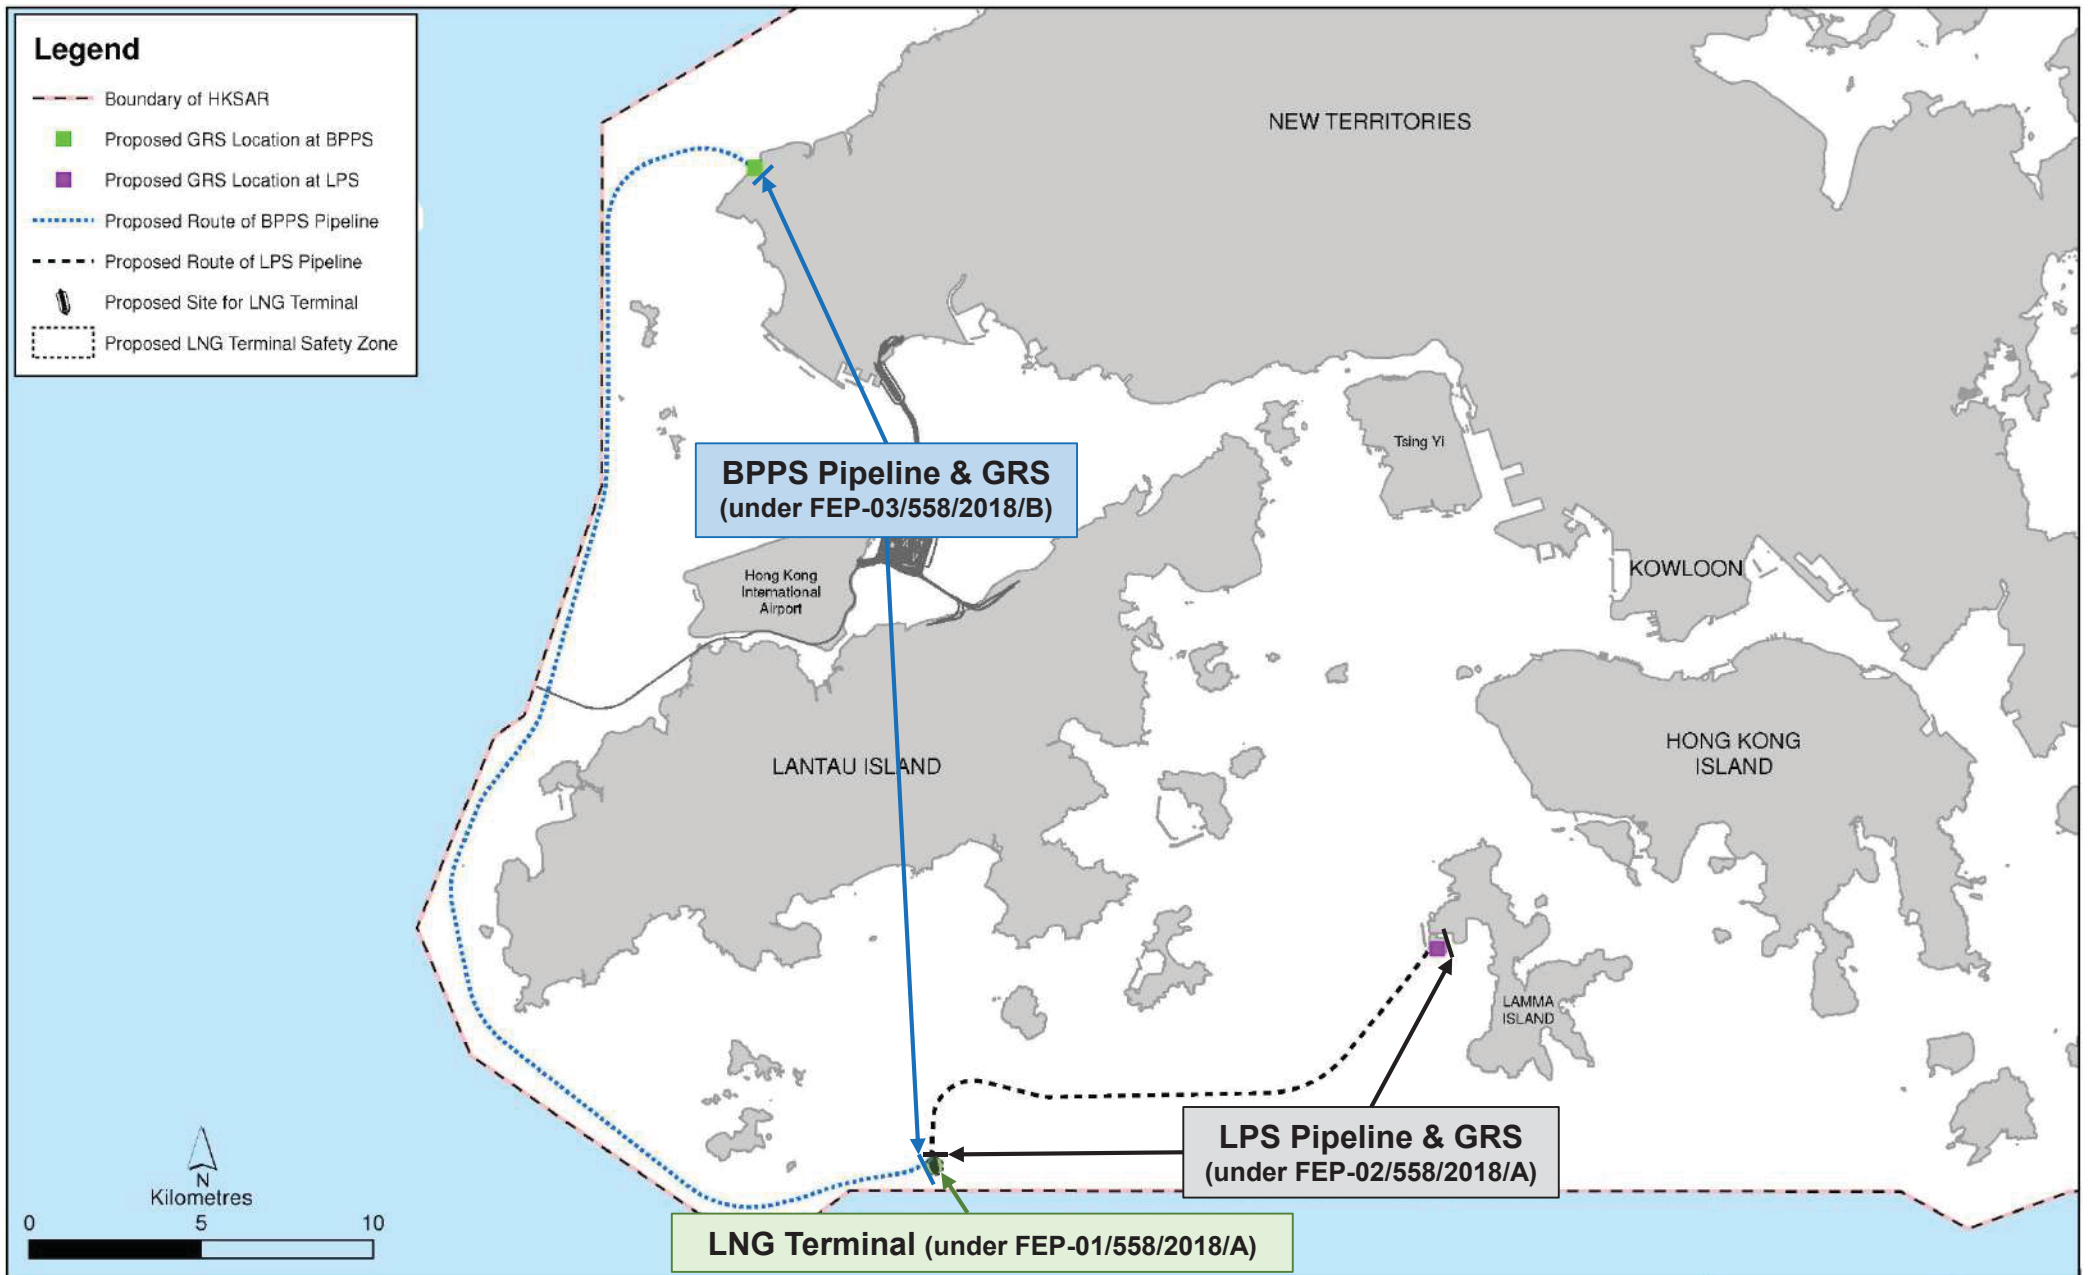 Legend
Boundary of HKSAR
Proposed GRS Location at BPPS
Proposed GRS Location at LPS
Proposed Route of BPPS Pipeline
Proposed Route of LPS Pipeline
Proposed Site for LNG Terminal
Proposed LNG Terminal Safety Zone
NEW TERRITORIES
Tsing Yi
BPPS Pipeline & GRS
(under FEP-03/558/2018/B)
Hong Kong
International
Airport
KOWLOON
LANTAU ISLAND
HONG KONG
ISLAND
LAMMA
ISLAND
LPS Pipeline & GRS
(under FEP-02/558/2018/A)
LNG Terminal (under FEP-01/558/2018/A)
N
Kilometres
0 5 10